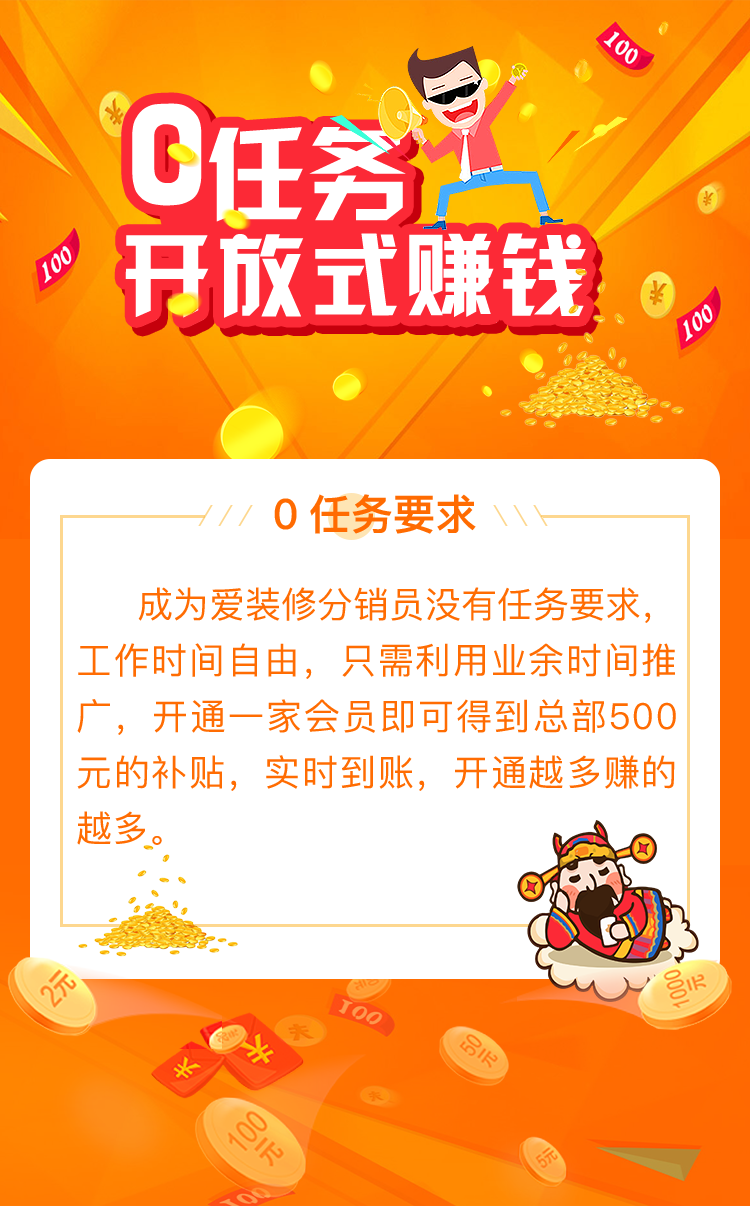 100
0任务
开放式赚钱
100
100
0 任务要求
成为爱装修分销员没有任务要求，
工作时间自由，只需利用业余时间推
广，开通一家会员即可得到总部500
元的补贴，实时到账，开通越多赚的
越多。
2元
1000元
100
50元
100元
5元
100